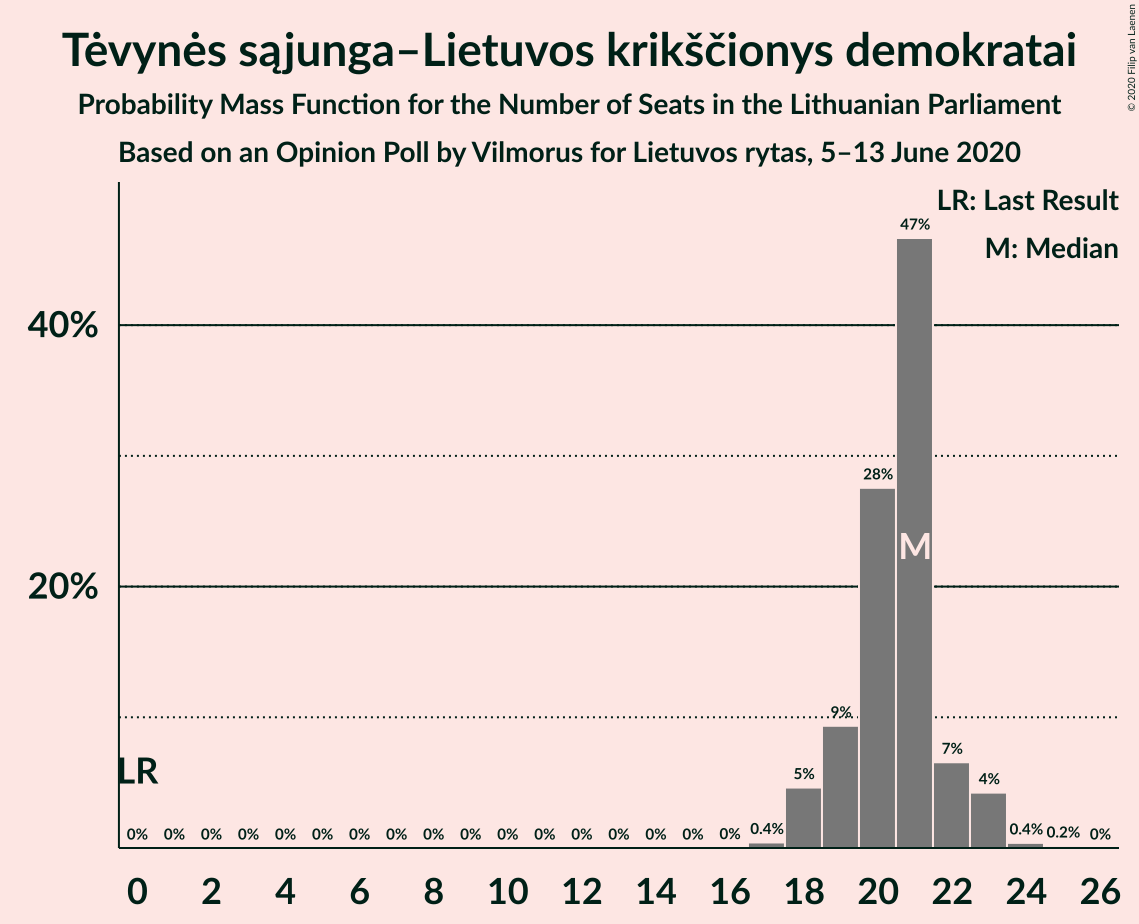 Tėvynės sąjunga–Lietuvos krikščionys demokratai
Probability Mass Function for the Number of Seats in the Lithuanian Parliament
Based on an Opinion Poll by Vilmorus for Lietuvos rytas, 5–13 June 2020
© 2020 Filip van Laenen
LR: Last Result
M: Median
47%
40%
28%
M
20%
9%
LR
7%
5%
4%
0% 0% 0% 0% 0% 0% 0% 0% 0% 0% 0% 0% 0% 0% 0% 0% 0% 0.4% 0.4% 0.2% 0%
0 2 4 6 8 10 12 14 16 18 20 22 24 26